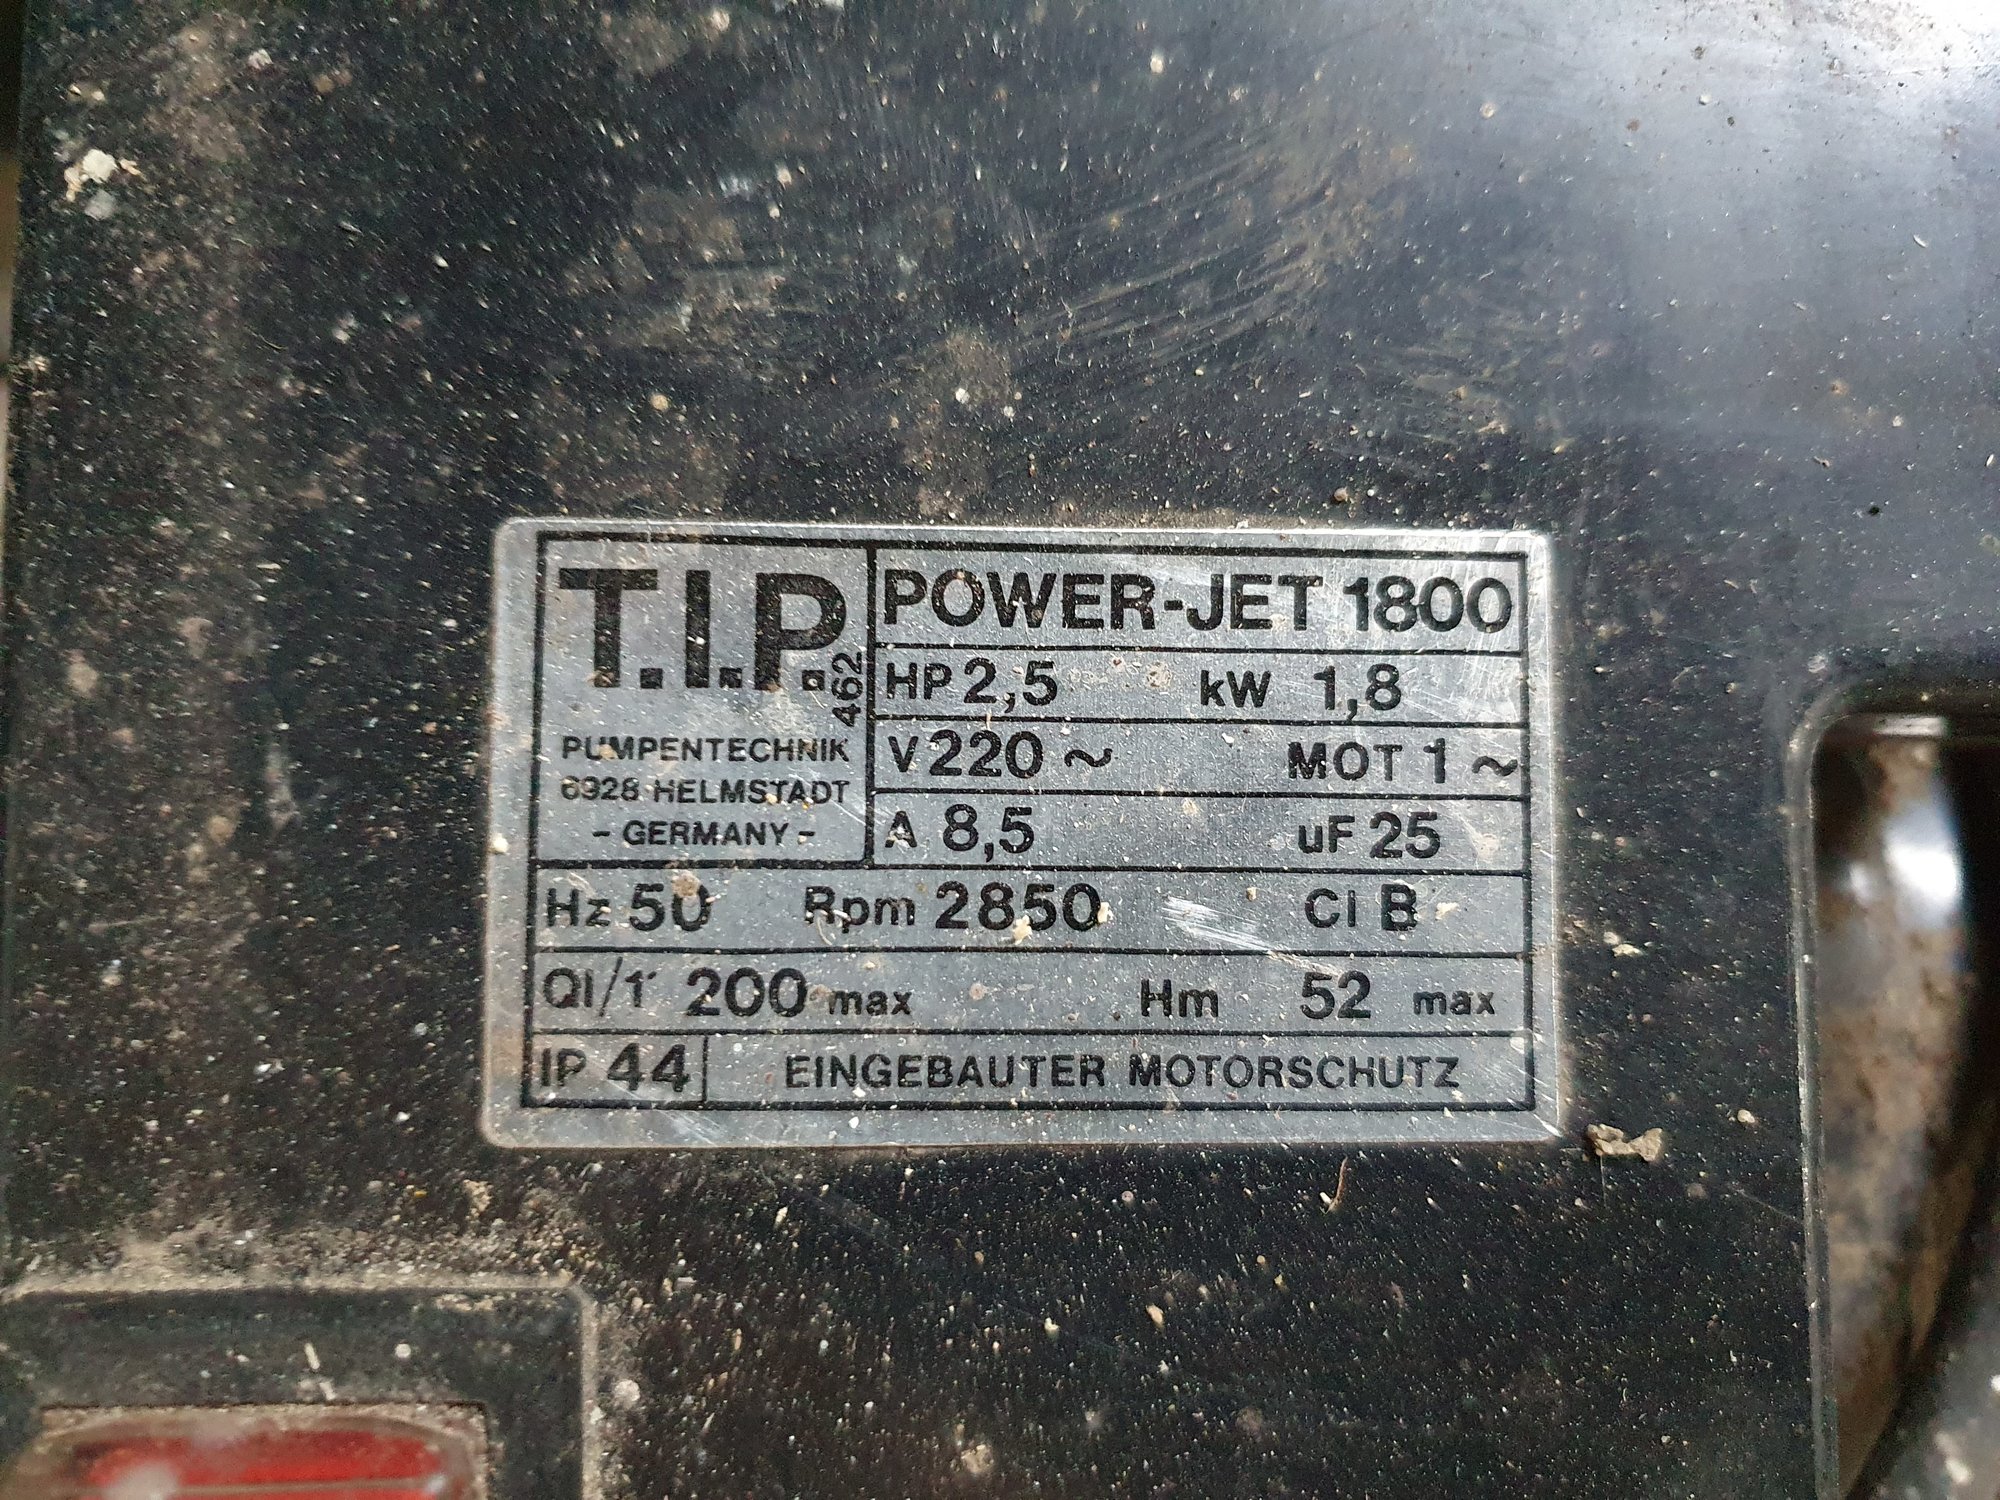 T.I.P.
462
PUMPENTECHNIK
6928 HELMSTADT
- GERMANY -
POWER-JET 1800
HP 2,5 kW 1,8
V 220 ~ MOT 1 ~
A 8,5 uF 25
Hz 50 Rpm 2850 Cl B
Ql/1' 200 max Hm 52 max
IP 44 EINGEBAUTER MOTORSCHUTZ